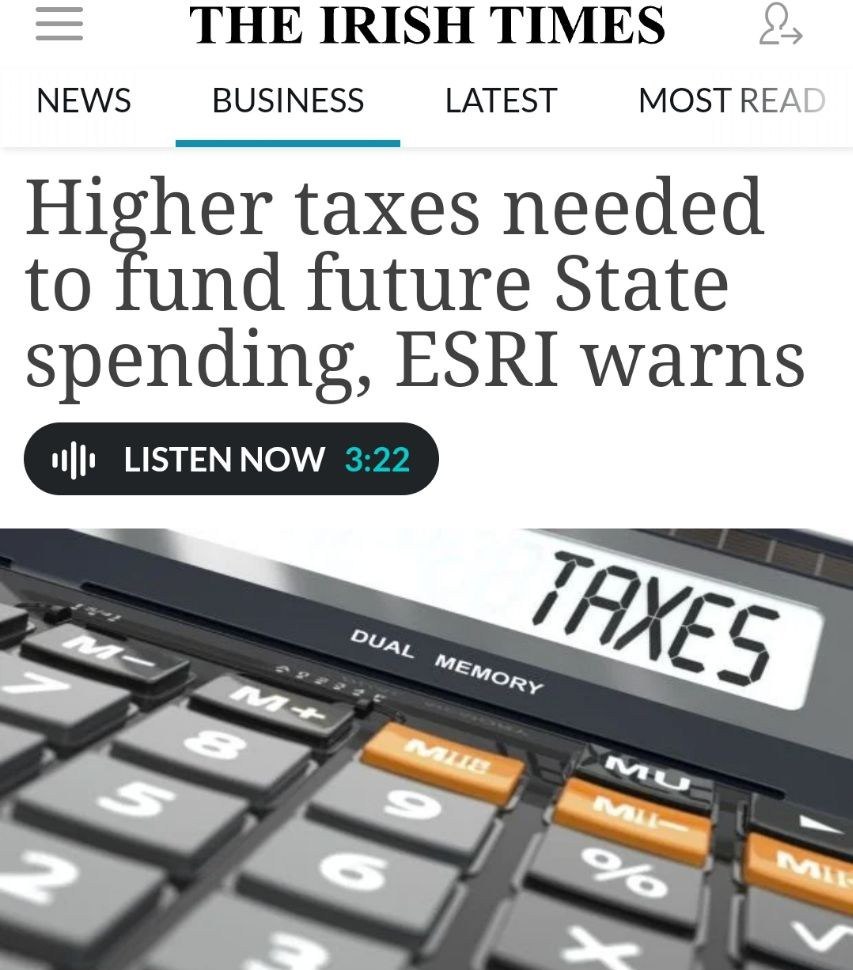 THE IRISH TIMES
NEWS BUSINESS LATEST MOST READ
Higher taxes needed
to fund future State
spending, ESRI warns
LISTEN NOW 3:22
TAXES
DUAL MEMORY
M−
M+
MU
7
8
MII−
5
9
%
2
6
3
×
√